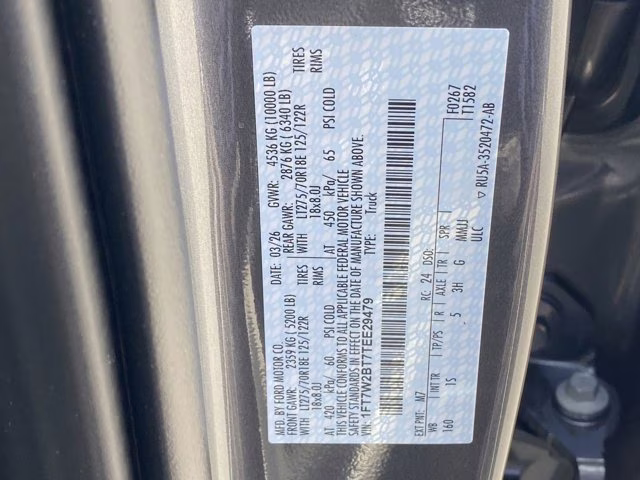 MFD. BY FORD MOTOR CO.
DATE: 03/26 GVWR: 4536 KG (10000 LB)
FRONT GAWR: 2359 KG (5200 LB) REAR GAWR: 2876 KG (6340 LB)
WITH LT275/70R18E 125/122R TIRES WITH LT275/70R18E 125/122R TIRES
18x8.0J RIMS 18x8.0J RIMS
AT 420 kPa/ 60 PSI COLD AT 450 kPa/ 65 PSI COLD
THIS VEHICLE CONFORMS TO ALL APPLICABLE FEDERAL MOTOR VEHICLE
SAFETY STANDARDS IN EFFECT ON THE DATE OF MANUFACTURE SHOWN ABOVE.
VIN: 1FT7W2BT7TEE29479 TYPE: Truck
F0267
T1582
EXT PNT: M7 RC: 24 DSO:
WB INT TR TP/PS R AXLE TR SPR
160 1S 5 3H G MMUJ
ULC
RU5A-3520472-AB